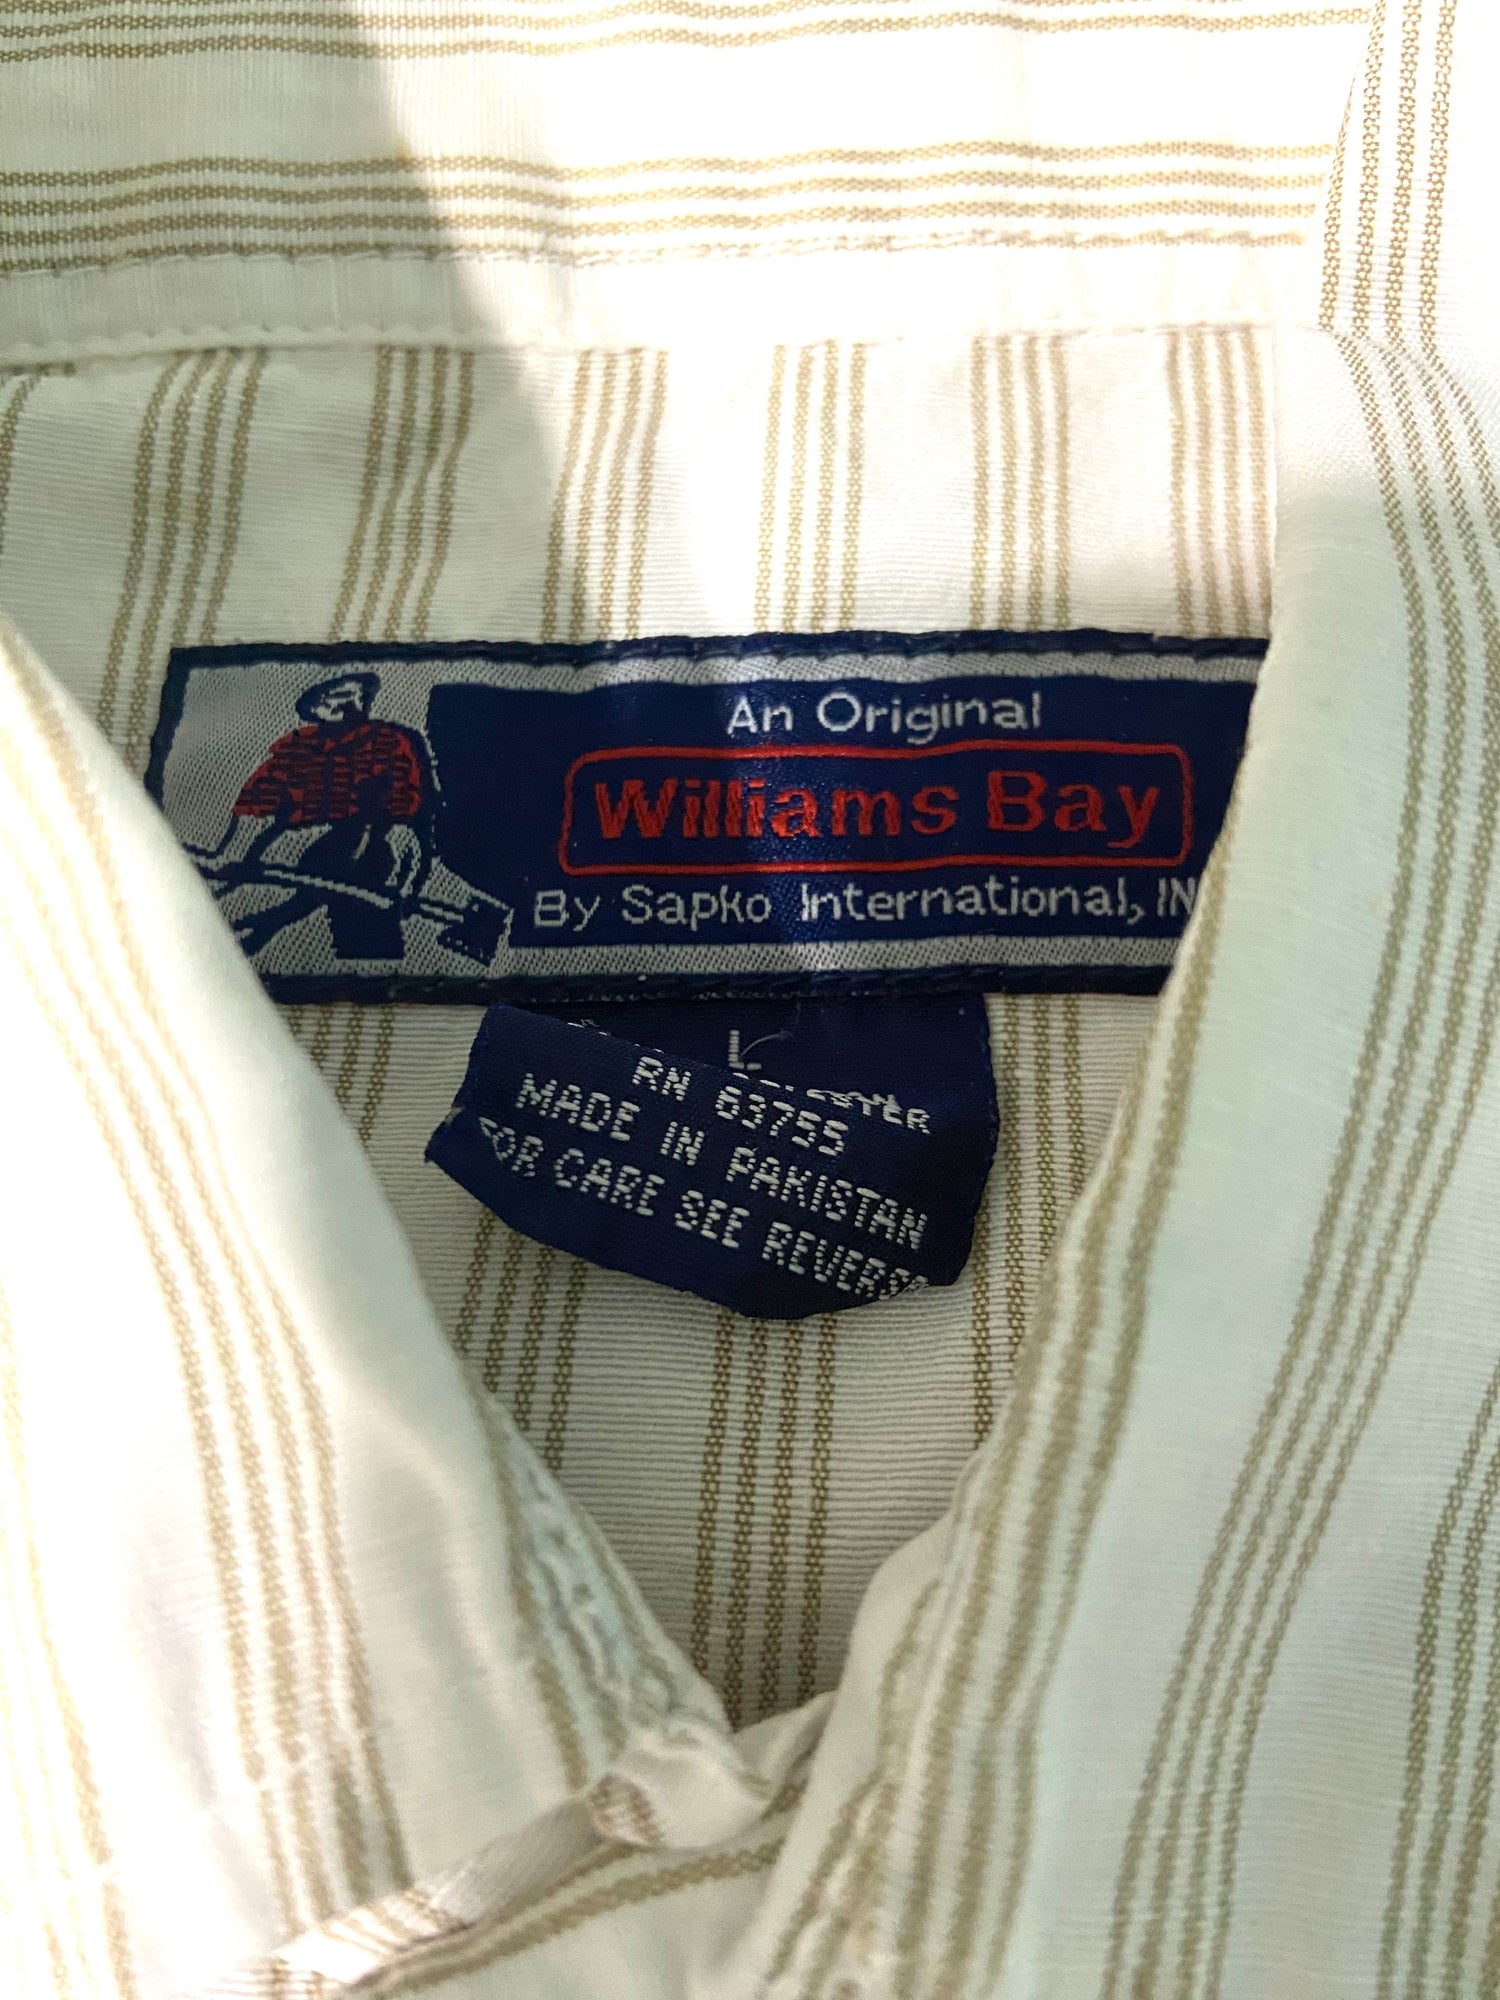 An Original
Williams Bay
By Sapko International, IN
L
RN 63755
MADE IN PAKISTAN
FOR CARE SEE REVERSE